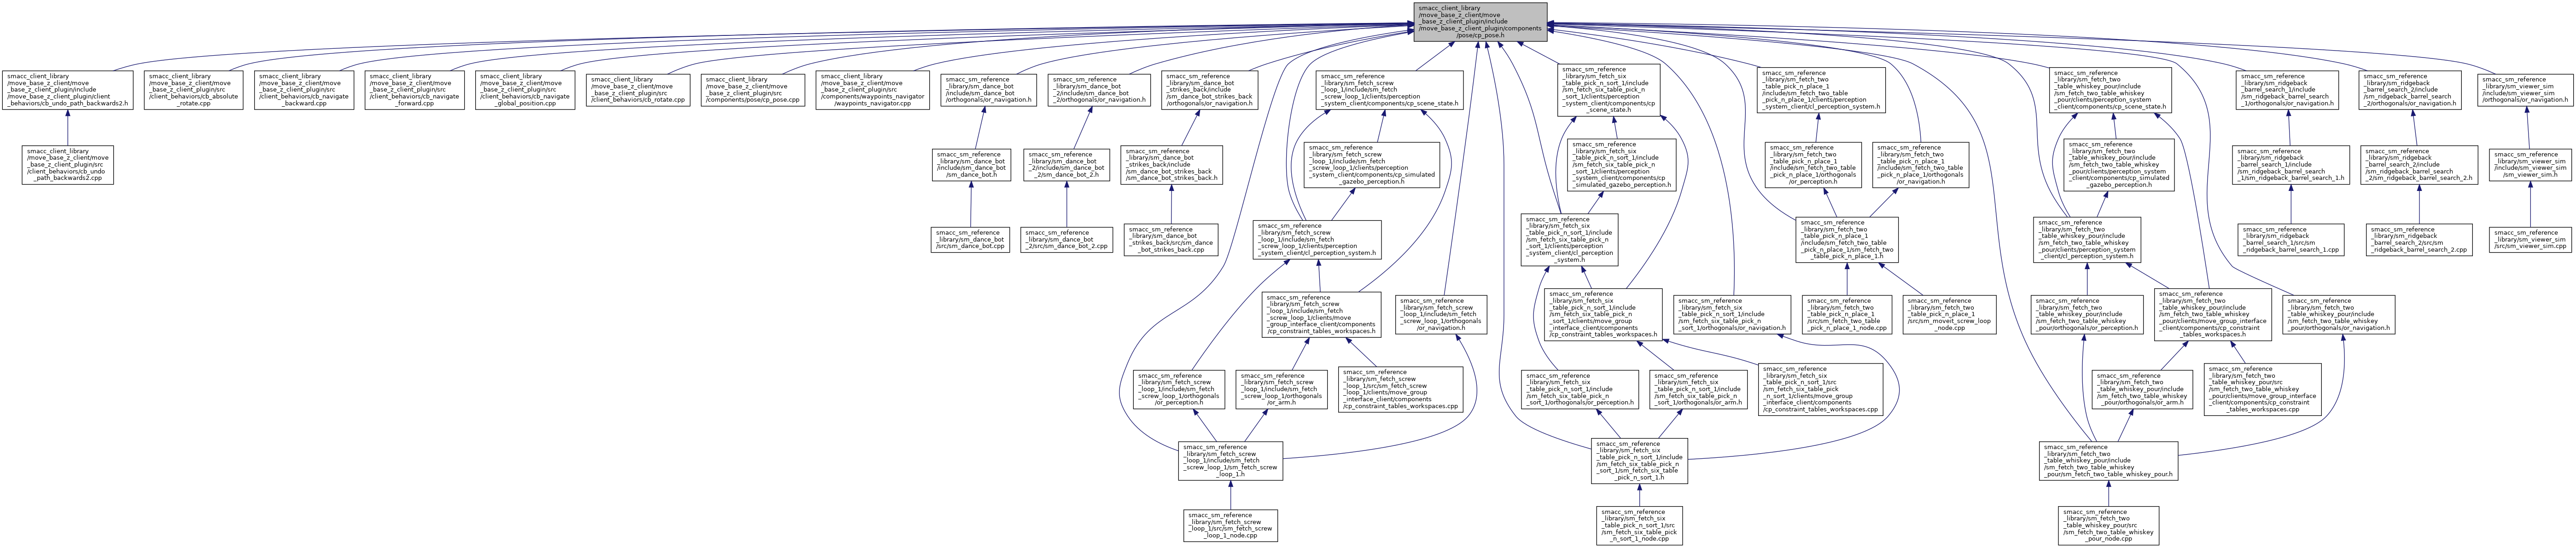 smacc_client_library
/move_base_z_client/move
_base_z_client_plugin/include
/move_base_z_client_plugin/components
/pose/cp_pose.h
smacc_client_library
/move_base_z_client/move
_base_z_client_plugin/include
/move_base_z_client_plugin/client
_behaviors/cb_undo_path_backwards2.h
smacc_client_library
/move_base_z_client/move
_base_z_client_plugin/src
/client_behaviors/cb_absolute
_rotate.cpp
smacc_client_library
/move_base_z_client/move
_base_z_client_plugin/src
/client_behaviors/cb_navigate
_backward.cpp
smacc_client_library
/move_base_z_client/move
_base_z_client_plugin/src
/client_behaviors/cb_navigate
_forward.cpp
smacc_client_library
/move_base_z_client/move
_base_z_client_plugin/src
/client_behaviors/cb_navigate
_global_position.cpp
smacc_client_library
/move_base_z_client/move
_base_z_client_plugin/src
/client_behaviors/cb_rotate.cpp
smacc_client_library
/move_base_z_client/move
_base_z_client_plugin/src
/components/pose/cp_pose.cpp
smacc_client_library
/move_base_z_client/move
_base_z_client_plugin/src
/components/waypoints_navigator
/waypoints_navigator.cpp
smacc_sm_reference
_library/sm_dance_bot
/include/sm_dance_bot
/orthogonals/or_navigation.h
smacc_sm_reference
_library/sm_dance_bot
_2/include/sm_dance_bot
_2/orthogonals/or_navigation.h
smacc_sm_reference
_library/sm_dance_bot
_strikes_back/include
/sm_dance_bot_strikes_back
/orthogonals/or_navigation.h
smacc_sm_reference
_library/sm_fetch_screw
_loop_1/include/sm_fetch
_screw_loop_1/clients/perception
_system_client/components/cp_scene_state.h
smacc_sm_reference
_library/sm_fetch_six
_table_pick_n_sort_1/include
/sm_fetch_six_table_pick_n
_sort_1/clients/perception
_system_client/components/cp
_scene_state.h
smacc_sm_reference
_library/sm_fetch_two
_table_pick_n_place_1
/include/sm_fetch_two_table
_pick_n_place_1/clients/perception
_system_client/cl_perception_system.h
smacc_sm_reference
_library/sm_fetch_two
_table_whiskey_pour/include
/sm_fetch_two_table_whiskey
_pour/clients/perception_system
_client/components/cp_scene_state.h
smacc_sm_reference
_library/sm_ridgeback
_barrel_search_1/include
/sm_ridgeback_barrel_search
_1/orthogonals/or_navigation.h
smacc_sm_reference
_library/sm_ridgeback
_barrel_search_2/include
/sm_ridgeback_barrel_search
_2/orthogonals/or_navigation.h
smacc_sm_reference
_library/sm_viewer_sim
/include/sm_viewer_sim
/orthogonals/or_navigation.h
smacc_client_library
/move_base_z_client/move
_base_z_client_plugin/src
/client_behaviors/cb_undo
_path_backwards2.cpp
smacc_sm_reference
_library/sm_dance_bot
/include/sm_dance_bot
/sm_dance_bot.h
smacc_sm_reference
_library/sm_dance_bot
_2/include/sm_dance_bot
_2/sm_dance_bot_2.h
smacc_sm_reference
_library/sm_dance_bot
_strikes_back/include
/sm_dance_bot_strikes_back
/sm_dance_bot_strikes_back.h
smacc_sm_reference
_library/sm_fetch_screw
_loop_1/include/sm_fetch
_screw_loop_1/clients/perception
_system_client/components/cp_simulated
_gazebo_perception.h
smacc_sm_reference
_library/sm_fetch_six
_table_pick_n_sort_1/include
/sm_fetch_six_table_pick_n
_sort_1/clients/perception
_system_client/components/cp
_simulated_gazebo_perception.h
smacc_sm_reference
_library/sm_fetch_two
_table_pick_n_place_1
/include/sm_fetch_two_table
_pick_n_place_1/orthogonals
/or_perception.h
smacc_sm_reference
_library/sm_fetch_two
_table_pick_n_place_1
/include/sm_fetch_two_table
_pick_n_place_1/orthogonals
/or_navigation.h
smacc_sm_reference
_library/sm_fetch_two
_table_whiskey_pour/include
/sm_fetch_two_table_whiskey
_pour/clients/perception_system
_client/components/cp_simulated
_gazebo_perception.h
smacc_sm_reference
_library/sm_ridgeback
_barrel_search_1/include
/sm_ridgeback_barrel_search
_1/sm_ridgeback_barrel_search_1.h
smacc_sm_reference
_library/sm_ridgeback
_barrel_search_2/include
/sm_ridgeback_barrel_search
_2/sm_ridgeback_barrel_search_2.h
smacc_sm_reference
_library/sm_viewer_sim
/include/sm_viewer_sim
/sm_viewer_sim.h
smacc_sm_reference
_library/sm_dance_bot
/src/sm_dance_bot.cpp
smacc_sm_reference
_library/sm_dance_bot
_2/src/sm_dance_bot_2.cpp
smacc_sm_reference
_library/sm_dance_bot
_strikes_back/src/sm_dance
_bot_strikes_back.cpp
smacc_sm_reference
_library/sm_fetch_screw
_loop_1/include/sm_fetch
_screw_loop_1/clients/perception
_system_client/cl_perception_system.h
smacc_sm_reference
_library/sm_fetch_six
_table_pick_n_sort_1/include
/sm_fetch_six_table_pick_n
_sort_1/clients/perception
_system_client/cl_perception
_system.h
smacc_sm_reference
_library/sm_fetch_two
_table_pick_n_place_1
/include/sm_fetch_two_table
_pick_n_place_1/sm_fetch_two
_table_pick_n_place_1.h
smacc_sm_reference
_library/sm_fetch_two
_table_whiskey_pour/include
/sm_fetch_two_table_whiskey
_pour/clients/perception_system
_client/cl_perception_system.h
smacc_sm_reference
_library/sm_ridgeback
_barrel_search_1/src/sm
_ridgeback_barrel_search_1.cpp
smacc_sm_reference
_library/sm_ridgeback
_barrel_search_2/src/sm
_ridgeback_barrel_search_2.cpp
smacc_sm_reference
_library/sm_viewer_sim
/src/sm_viewer_sim.cpp
smacc_sm_reference
_library/sm_fetch_screw
_loop_1/include/sm_fetch
_screw_loop_1/clients/move
_group_interface_client/components
/cp_constraint_tables_workspaces.h
smacc_sm_reference
_library/sm_fetch_screw
_loop_1/include/sm_fetch
_screw_loop_1/orthogonals
/or_navigation.h
smacc_sm_reference
_library/sm_fetch_six
_table_pick_n_sort_1/include
/sm_fetch_six_table_pick_n
_sort_1/clients/move_group
_interface_client/components
/cp_constraint_tables_workspaces.h
smacc_sm_reference
_library/sm_fetch_six
_table_pick_n_sort_1/include
/sm_fetch_six_table_pick_n
_sort_1/orthogonals/or_navigation.h
smacc_sm_reference
_library/sm_fetch_two
_table_pick_n_place_1
/src/sm_fetch_two_table
_pick_n_place_1_node.cpp
smacc_sm_reference
_library/sm_fetch_two
_table_pick_n_place_1
/src/sm_moveit_screw_loop
_node.cpp
smacc_sm_reference
_library/sm_fetch_two
_table_whiskey_pour/include
/sm_fetch_two_table_whiskey
_pour/orthogonals/or_perception.h
smacc_sm_reference
_library/sm_fetch_two
_table_whiskey_pour/include
/sm_fetch_two_table_whiskey
_pour/clients/move_group_interface
_client/components/cp_constraint
_tables_workspaces.h
smacc_sm_reference
_library/sm_fetch_two
_table_whiskey_pour/include
/sm_fetch_two_table_whiskey
_pour/orthogonals/or_navigation.h
smacc_sm_reference
_library/sm_fetch_screw
_loop_1/include/sm_fetch
_screw_loop_1/orthogonals
/or_perception.h
smacc_sm_reference
_library/sm_fetch_screw
_loop_1/include/sm_fetch
_screw_loop_1/orthogonals
/or_arm.h
smacc_sm_reference
_library/sm_fetch_screw
_loop_1/src/sm_fetch_screw
_loop_1/clients/move_group
_interface_client/components
/cp_constraint_tables_workspaces.cpp
smacc_sm_reference
_library/sm_fetch_six
_table_pick_n_sort_1/include
/sm_fetch_six_table_pick_n
_sort_1/orthogonals/or_perception.h
smacc_sm_reference
_library/sm_fetch_six
_table_pick_n_sort_1/include
/sm_fetch_six_table_pick_n
_sort_1/orthogonals/or_arm.h
smacc_sm_reference
_library/sm_fetch_six
_table_pick_n_sort_1/src
/sm_fetch_six_table_pick
_n_sort_1/clients/move_group
_interface_client/components
/cp_constraint_tables_workspaces.cpp
smacc_sm_reference
_library/sm_fetch_two
_table_whiskey_pour/include
/sm_fetch_two_table_whiskey
_pour/orthogonals/or_arm.h
smacc_sm_reference
_library/sm_fetch_two
_table_whiskey_pour/src
/sm_fetch_two_table_whiskey
_pour/clients/move_group_interface
_client/components/cp_constraint
_tables_workspaces.cpp
smacc_sm_reference
_library/sm_fetch_screw
_loop_1/include/sm_fetch
_screw_loop_1/sm_fetch_screw
_loop_1.h
smacc_sm_reference
_library/sm_fetch_six
_table_pick_n_sort_1/include
/sm_fetch_six_table_pick_n
_sort_1/sm_fetch_six_table
_pick_n_sort_1.h
smacc_sm_reference
_library/sm_fetch_two
_table_whiskey_pour/include
/sm_fetch_two_table_whiskey
_pour/sm_fetch_two_table_whiskey_pour.h
smacc_sm_reference
_library/sm_fetch_screw
_loop_1/src/sm_fetch_screw
_loop_1_node.cpp
smacc_sm_reference
_library/sm_fetch_six
_table_pick_n_sort_1/src
/sm_fetch_six_table_pick
_n_sort_1_node.cpp
smacc_sm_reference
_library/sm_fetch_two
_table_whiskey_pour/src
/sm_fetch_two_table_whiskey
_pour_node.cpp